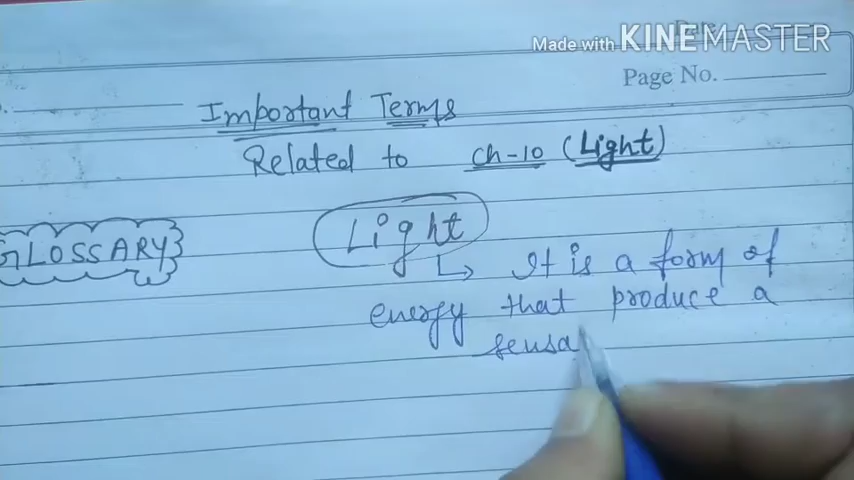 Made with KINEMASTER
Page No.
Important Terms
Related to Ch-10 (Light)
GLOSSARY
Light
It is a form of
energy that produce a
sensa